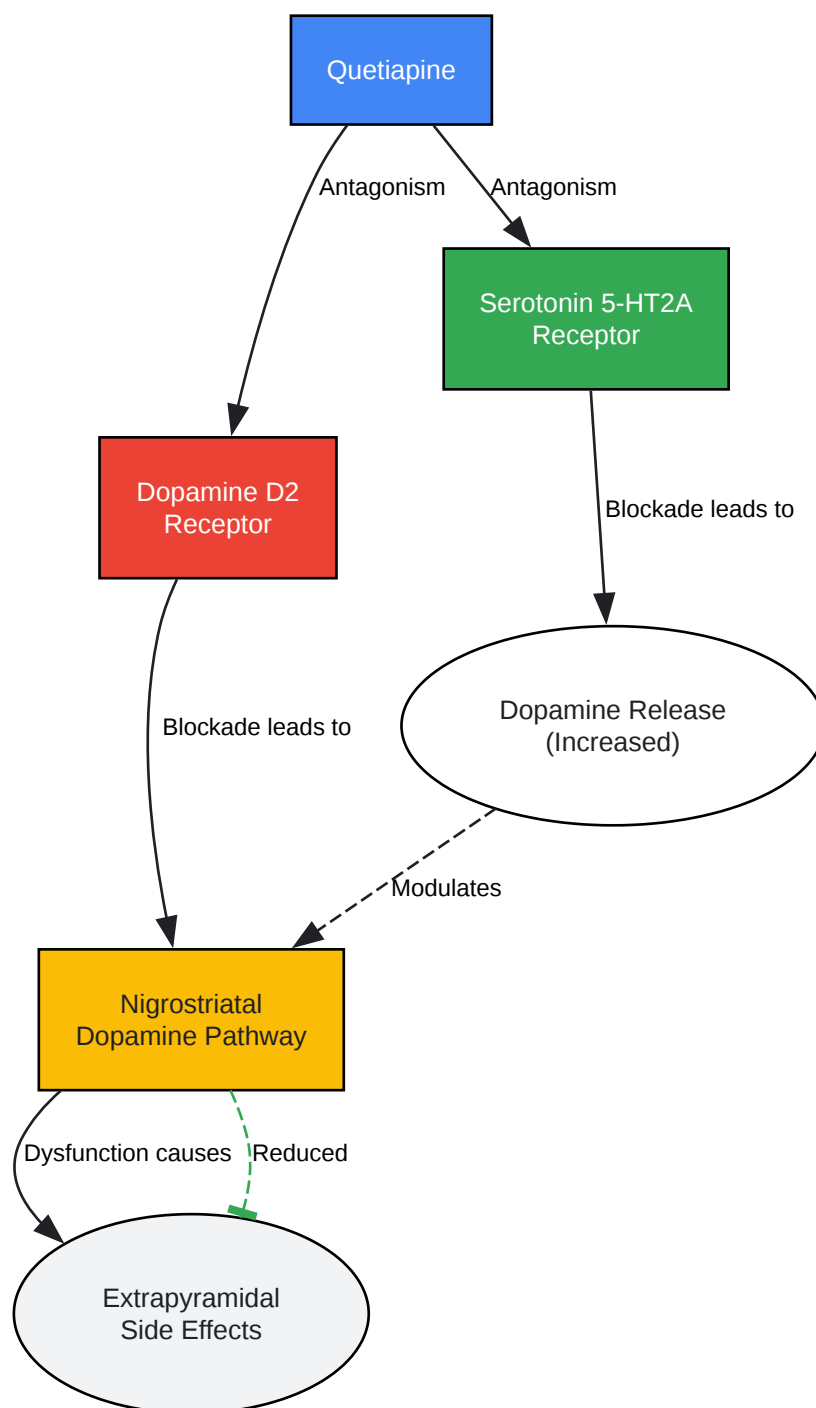 Quetiapine
Antagonism
Antagonism
Serotonin 5-HT2A
Receptor
Dopamine D2
Receptor
Blockade leads to
Dopamine Release
(Increased)
Blockade leads to
Modulates
Nigrostriatal
Dopamine Pathway
Dysfunction causes
Reduced
Extrapyramidal
Side Effects